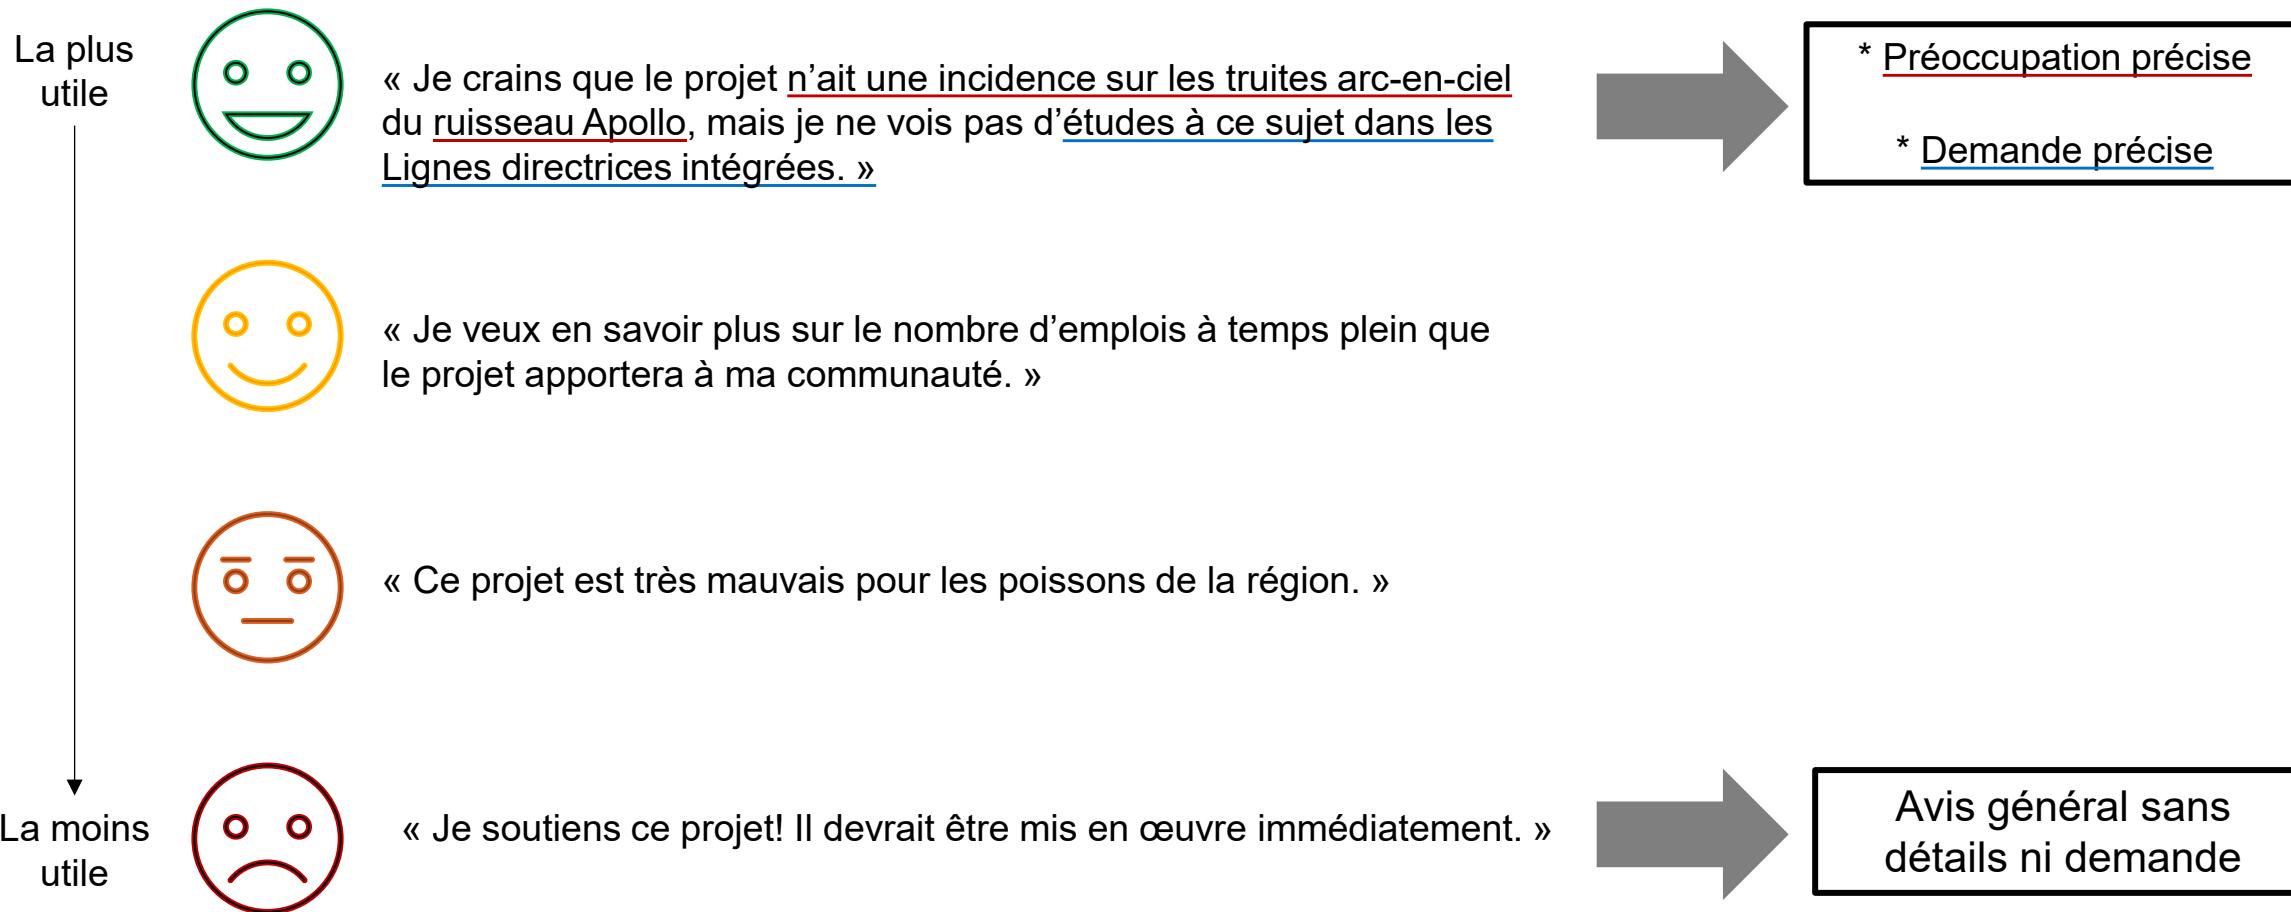 La plus
utile
« Je crains que le projet n’ait une incidence sur les truites arc-en-ciel
du ruisseau Apollo, mais je ne vois pas d’études à ce sujet dans les
Lignes directrices intégrées. »
* Préoccupation précise
* Demande précise
« Je veux en savoir plus sur le nombre d’emplois à temps plein que
le projet apportera à ma communauté. »
« Ce projet est très mauvais pour les poissons de la région. »
La moins
utile
« Je soutiens ce projet! Il devrait être mis en œuvre immédiatement. »
Avis général sans
détails ni demande